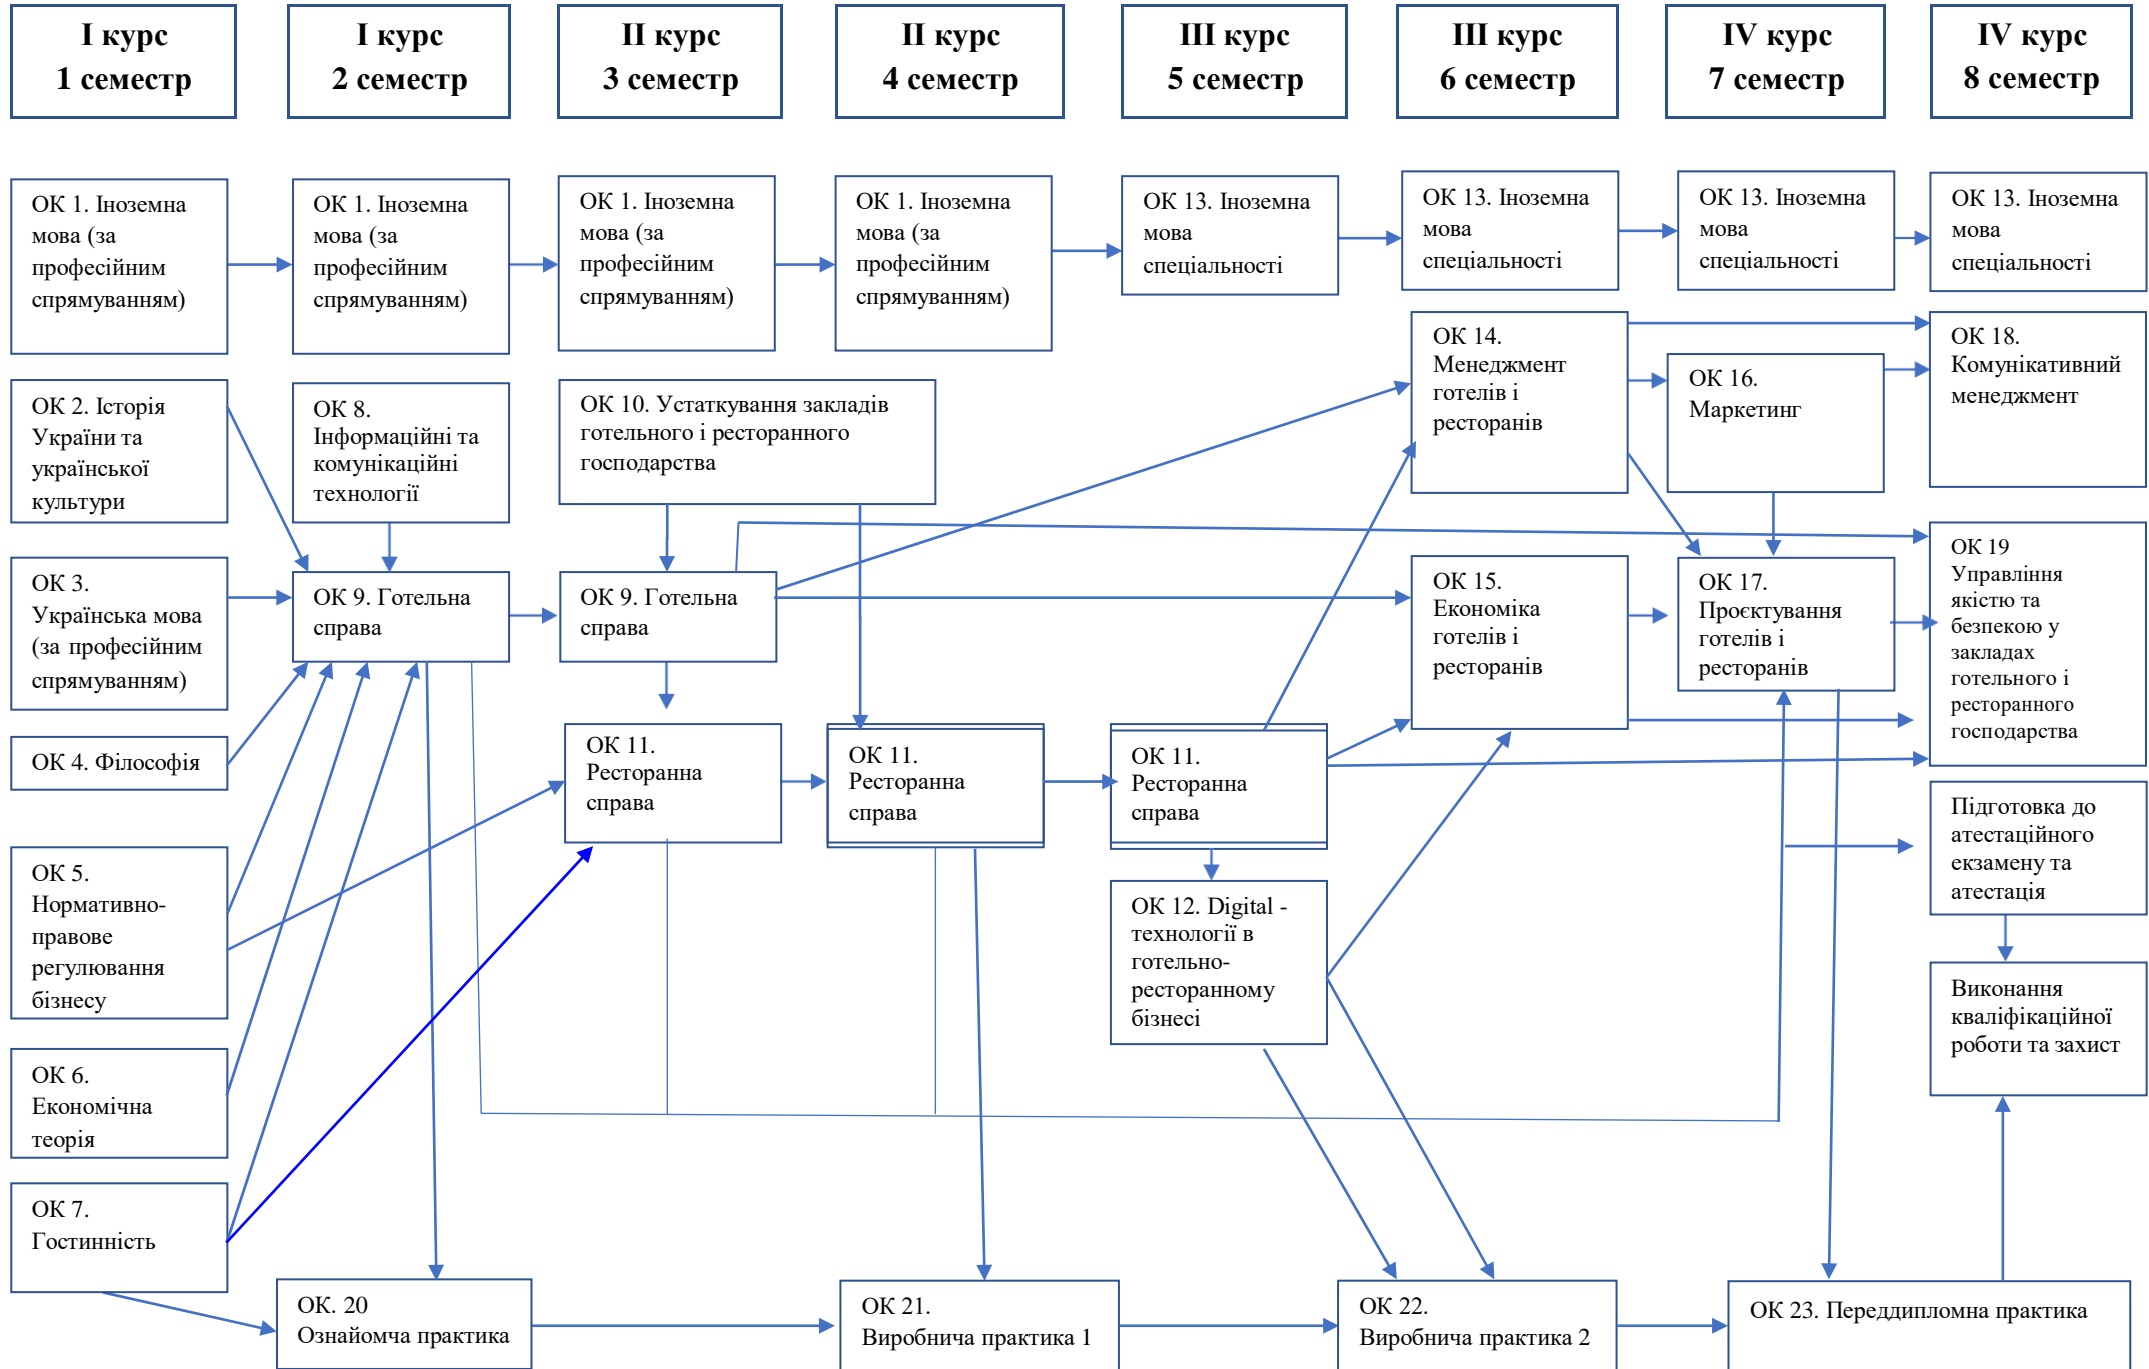 I курс
1 семестр
I курс
2 семестр
II курс
3 семестр
II курс
4 семестр
III курс
5 семестр
III курс
6 семестр
IV курс
7 семестр
IV курс
8 семестр
ОК 1. Іноземна
мова (за
професійним
спрямуванням)
ОК 1. Іноземна
мова (за
професійним
спрямуванням)
ОК 1. Іноземна
мова (за
професійним
спрямуванням)
ОК 1. Іноземна
мова (за
професійним
спрямуванням)
ОК 13. Іноземна
мова
спеціальності
ОК 13. Іноземна
мова
спеціальності
ОК 13. Іноземна
мова
спеціальності
ОК 13. Іноземна
мова
спеціальності
ОК 2. Історія
України та
української
культури
ОК 8.
Інформаційні та
комунікаційні
технології
ОК 10. Устаткування закладів
готельного і ресторанного
господарства
ОК 14.
Менеджмент
готелів і
ресторанів
ОК 16.
Маркетинг
ОК 18.
Комунікативний
менеджмент
ОК 3.
Українська мова
(за професійним
спрямуванням)
ОК 9. Готельна
справа
ОК 9. Готельна
справа
ОК 15.
Економіка
готелів і
ресторанів
ОК 17.
Проєктування
готелів і
ресторанів
ОК 19
Управління
якістю та
безпекою у
закладах
готельного і
ресторанного
господарства
ОК 4. Філософія
ОК 11.
Ресторанна
справа
ОК 11.
Ресторанна
справа
ОК 11.
Ресторанна
справа
Підготовка до
атестаційного
екзамену та
атестація
ОК 5.
Нормативно-
правове
регулювання
бізнесу
ОК 12. Digital -
технології в
готельно-
ресторанному
бізнесі
Виконання
кваліфікаційної
роботи та захист
ОК 6.
Економічна
теорія
ОК 7.
Гостинність
ОК. 20
Ознайомча практика
ОК 21.
Виробнича практика 1
ОК 22.
Виробнича практика 2
ОК 23. Переддипломна практика